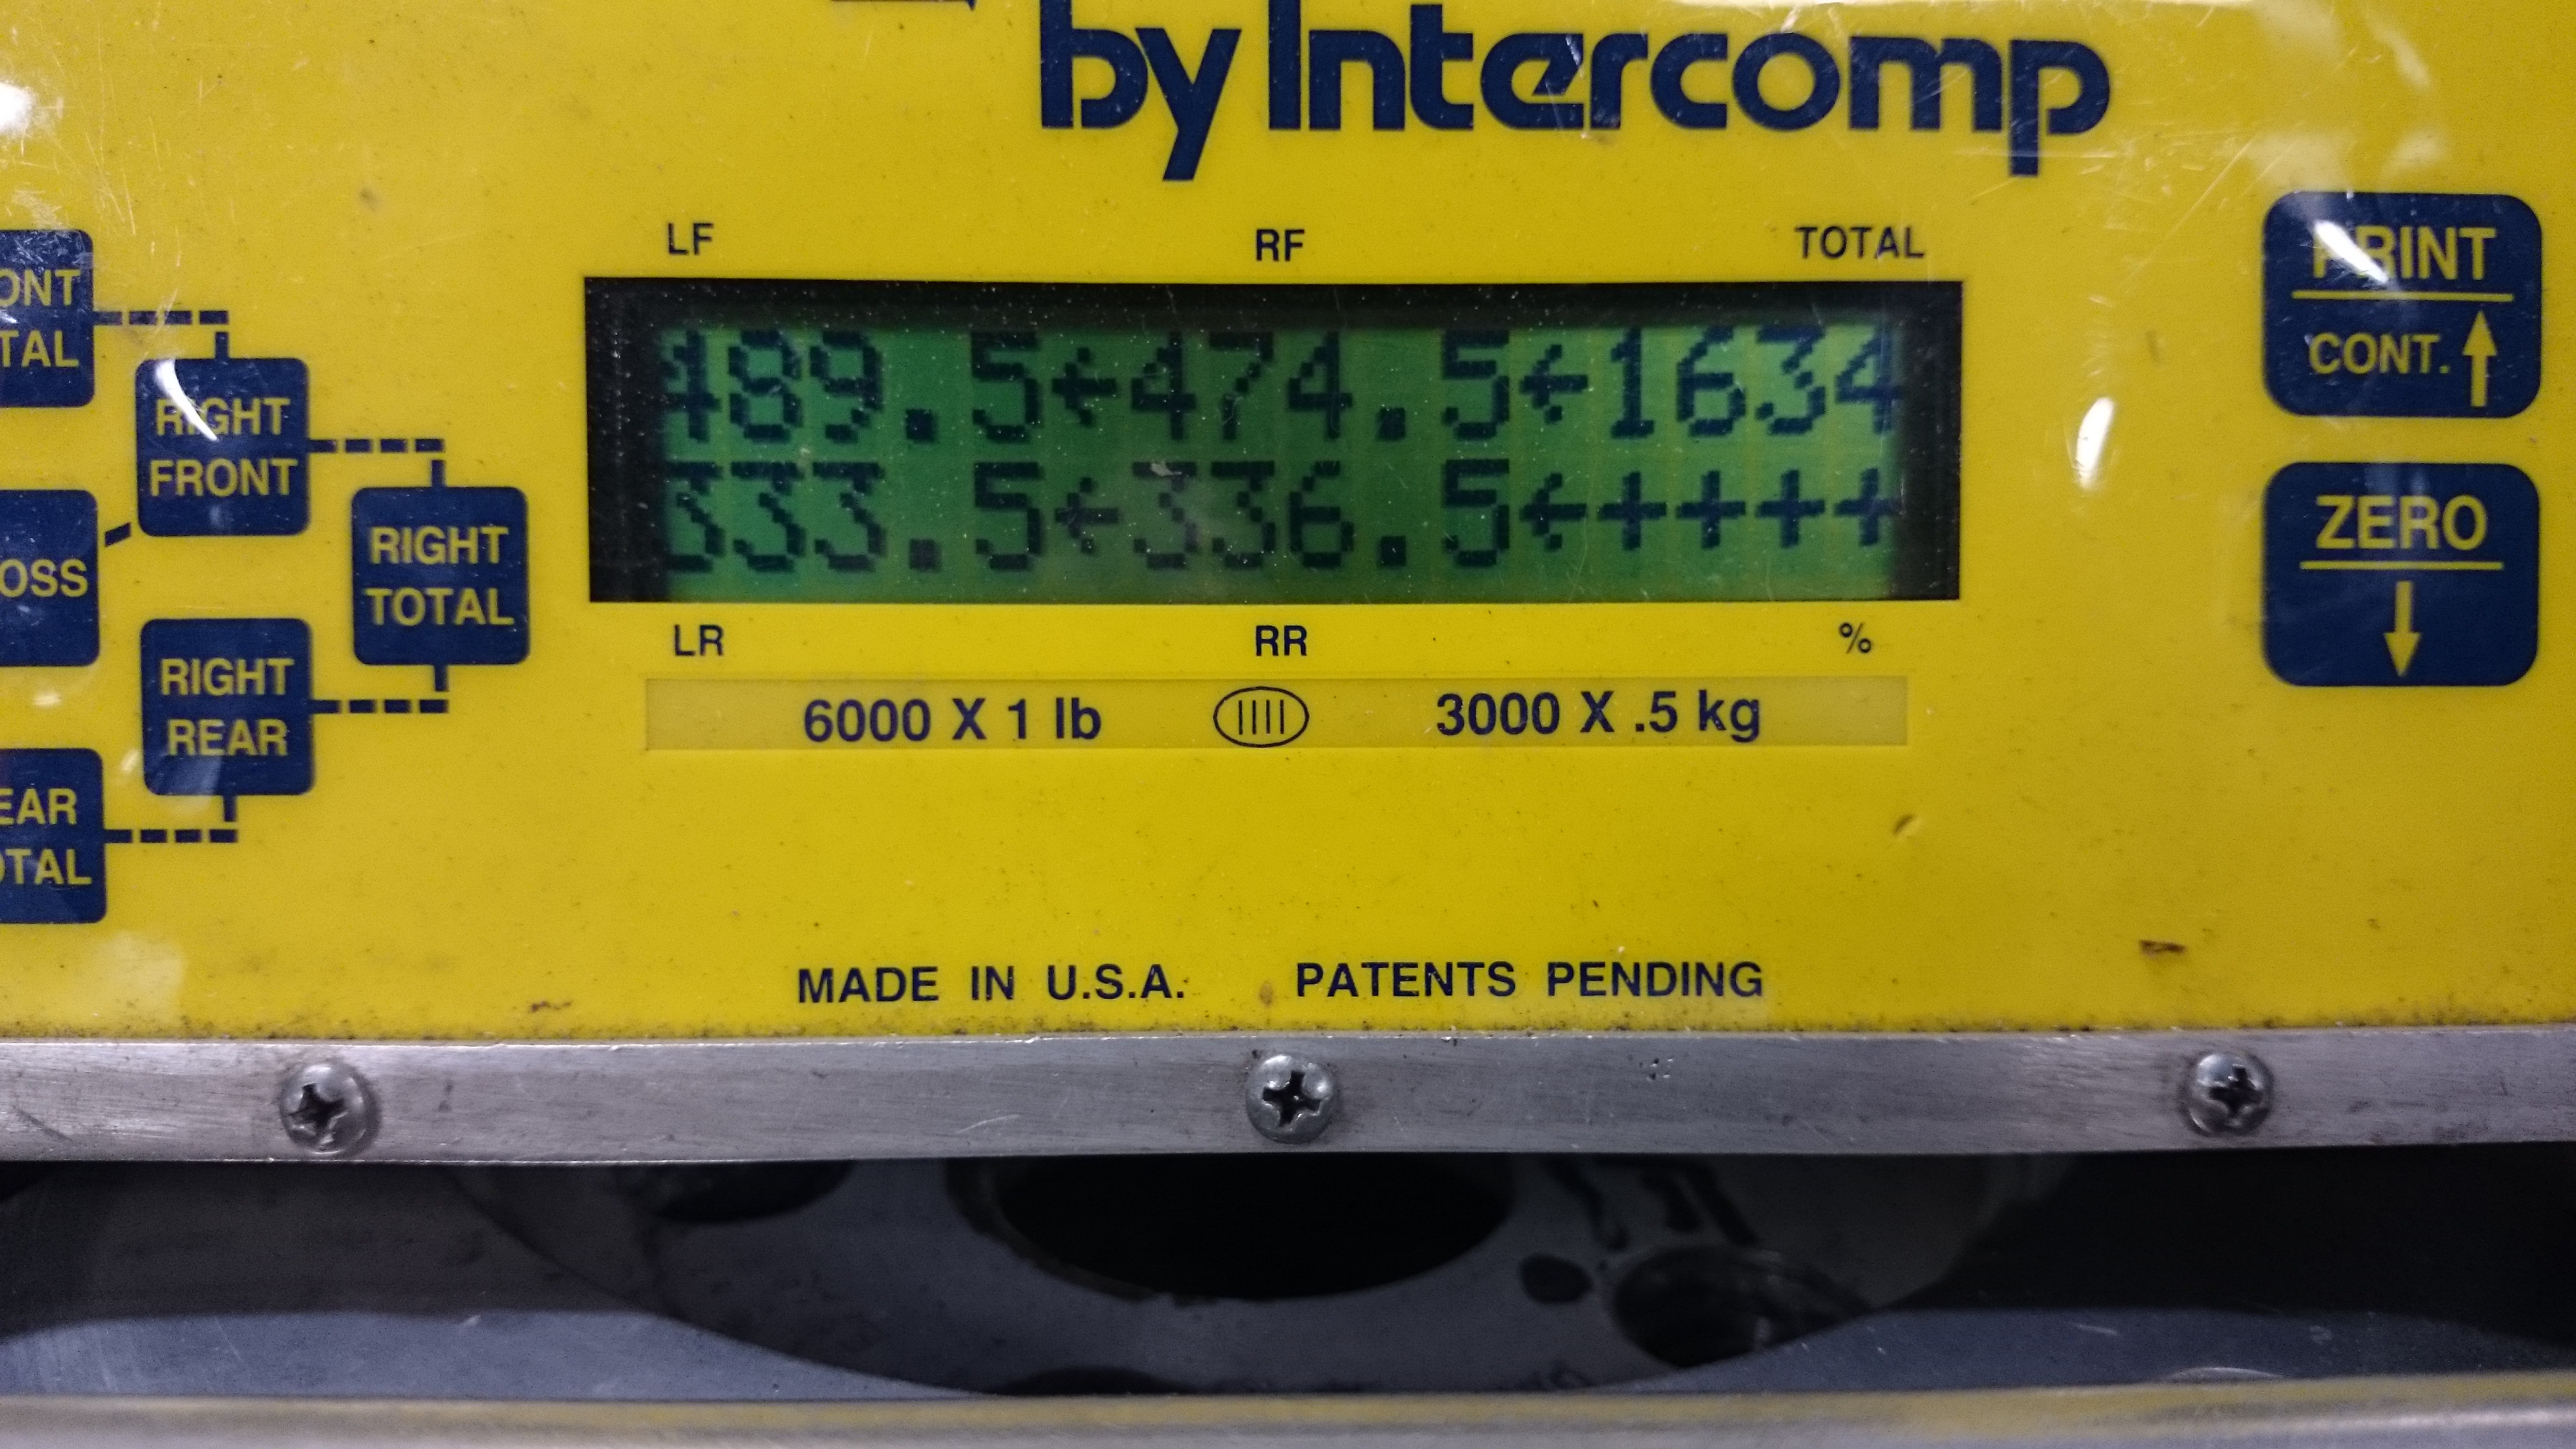 by Intercomp
LF RF TOTAL
489.5←474.5←1634
333.5←336.5←++++
LR RR %
6000 X 1 lb 3000 X .5 kg
MADE IN U.S.A. PATENTS PENDING
RIGHT
FRONT
RIGHT
TOTAL
RIGHT
REAR
PRINT
CONT.
ZERO